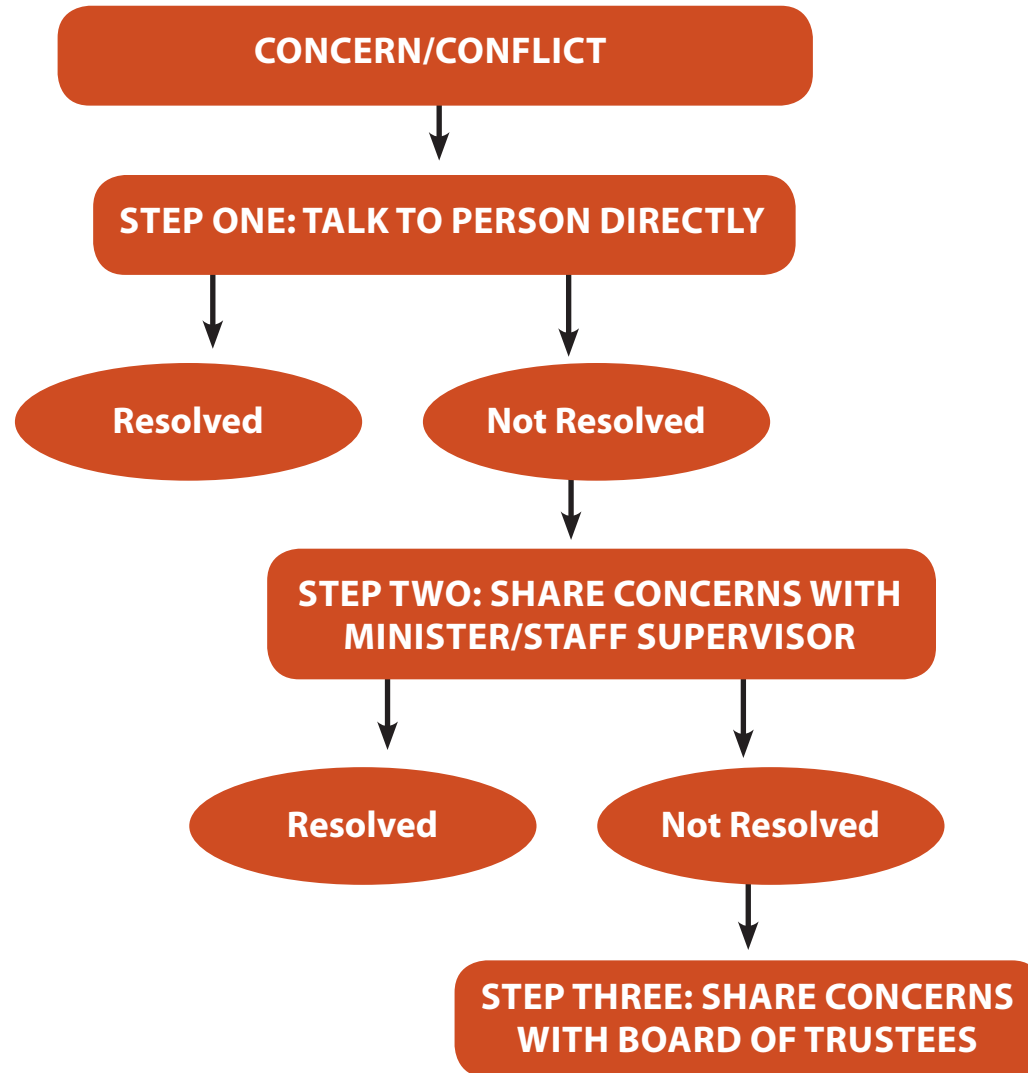 CONCERN/CONFLICT
STEP ONE: TALK TO PERSON DIRECTLY
Resolved
Not Resolved
STEP TWO: SHARE CONCERNS WITH
MINISTER/STAFF SUPERVISOR
Resolved
Not Resolved
STEP THREE: SHARE CONCERNS
WITH BOARD OF TRUSTEES